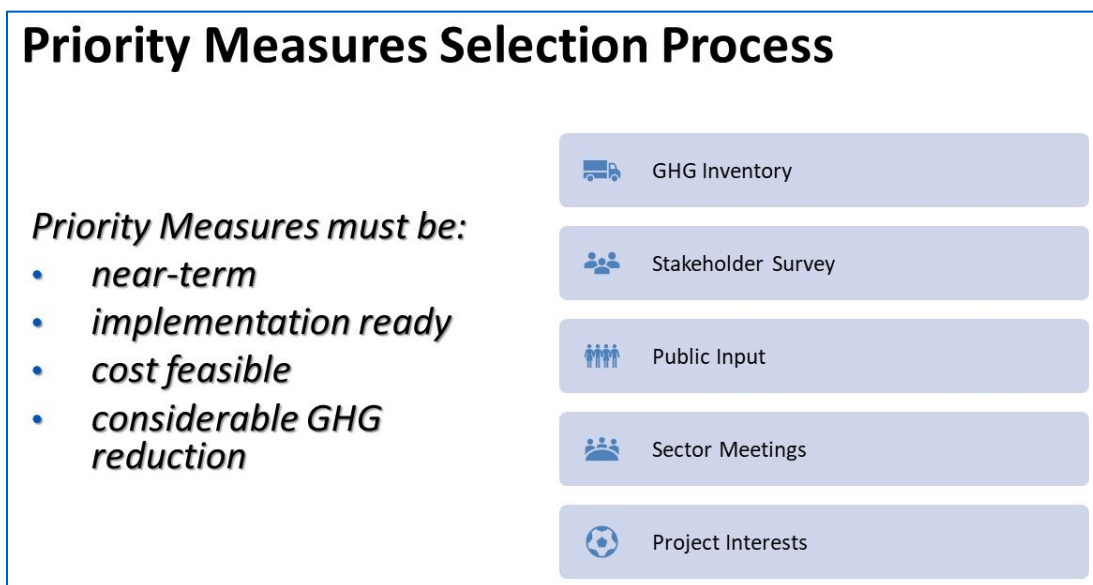 Priority Measures Selection Process
Priority Measures must be:
• near-term
• implementation ready
• cost feasible
• considerable GHG
reduction
GHG Inventory
Stakeholder Survey
Public Input
Sector Meetings
Project Interests